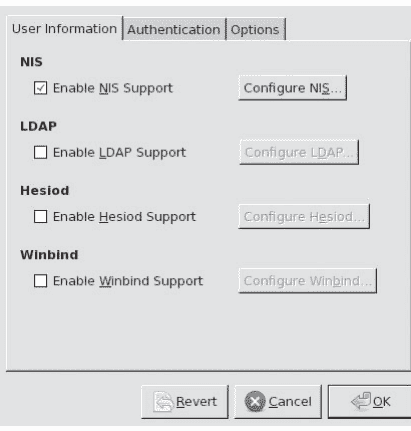 User Information Authentication Options
NIS
Enable NIS Support Configure NIS...
LDAP
Enable LDAP Support Configure LDAP...
Hesiod
Enable Hesiod Support Configure Hesiod...
Winbind
Enable Winbind Support Configure Winbind...
Revert Cancel OK